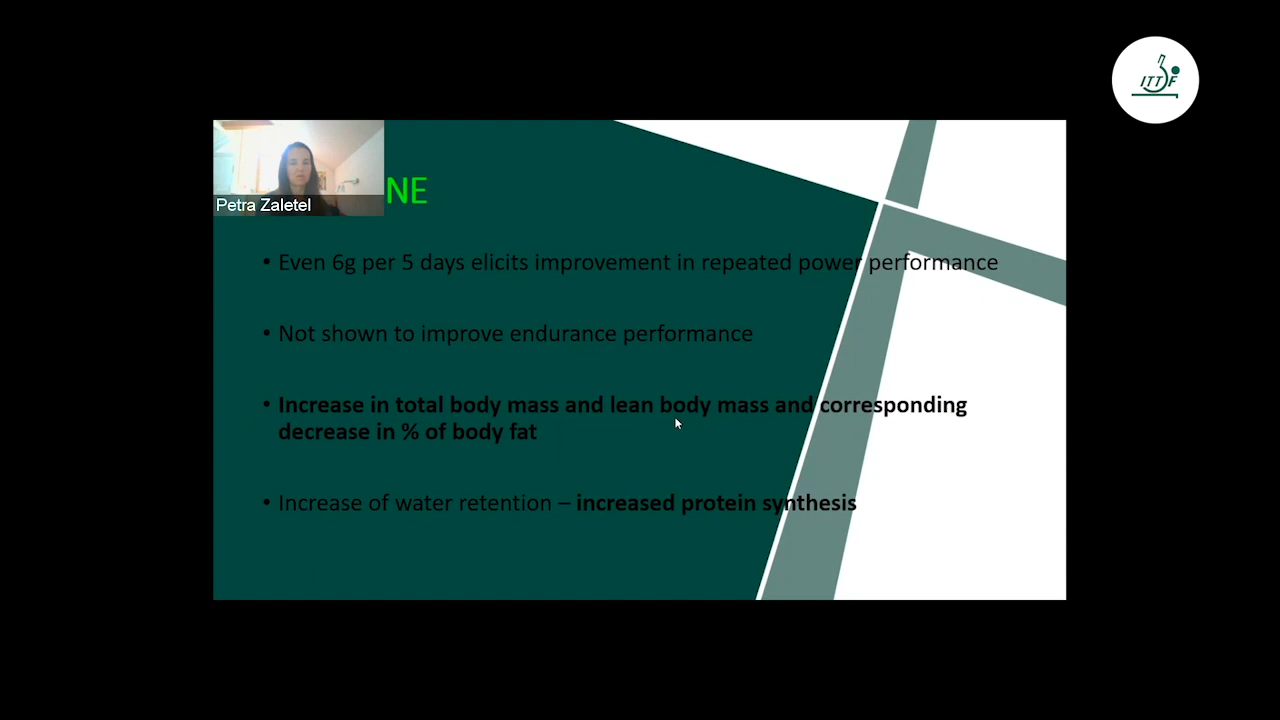 ITTF
Petra Zaletel
NE
• Even 6g per 5 days elicits improvement in repeated power performance
• Not shown to improve endurance performance
• Increase in total body mass and lean body mass and corresponding
decrease in % of body fat
• Increase of water retention – increased protein synthesis